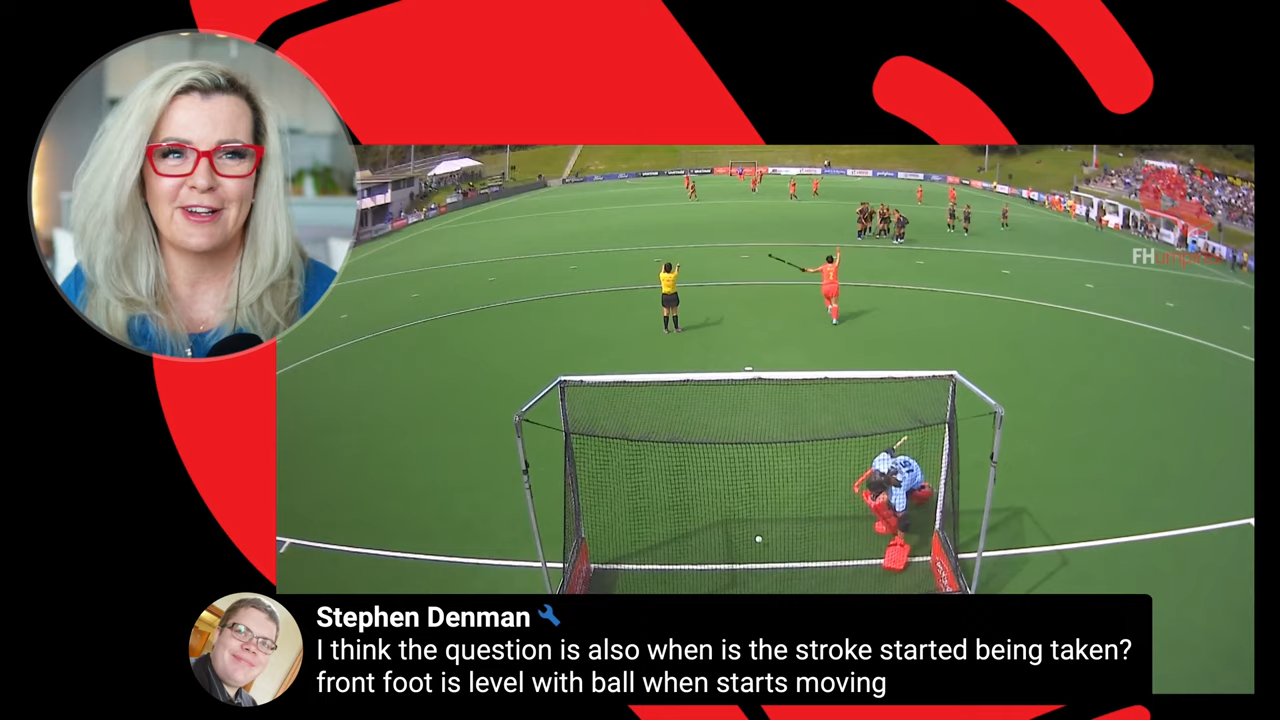 FHumpires
Stephen Denman
I think the question is also when is the stroke started being taken?
front foot is level with ball when starts moving